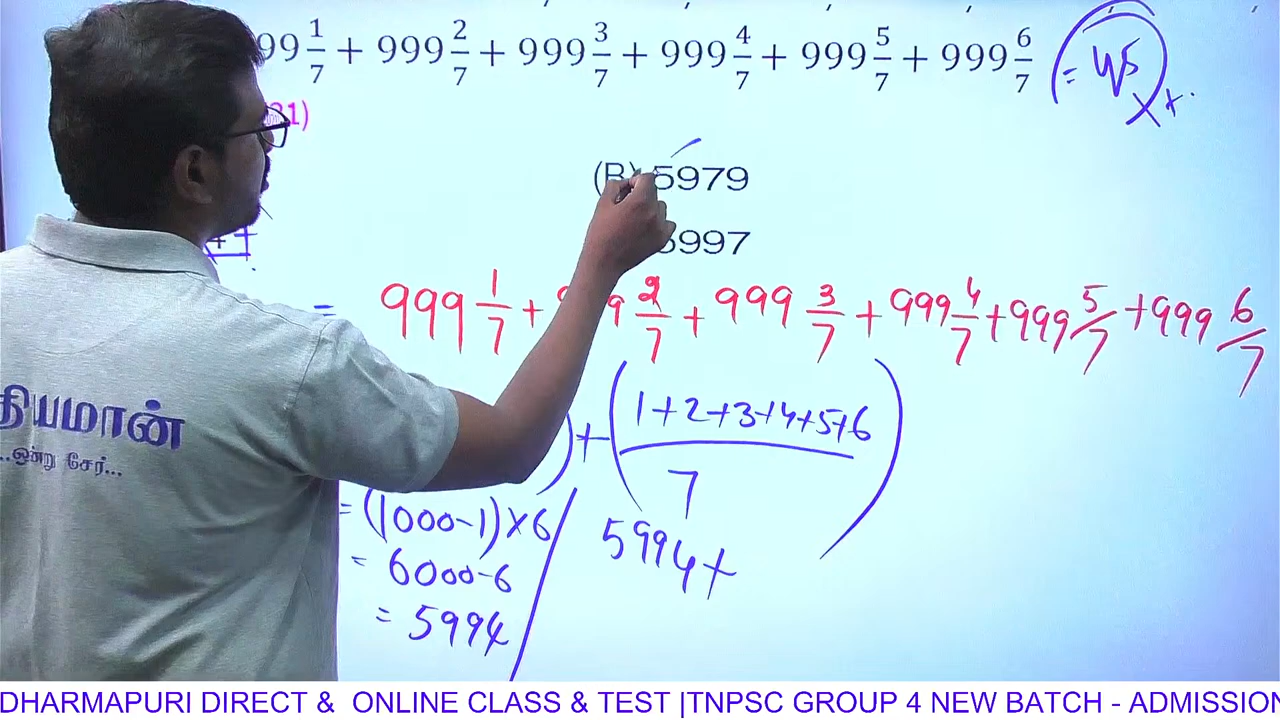 99 1/7 + 999 2/7 + 999 3/7 + 999 4/7 + 999 5/7 + 999 6/7 =
(B) 5979
5997
= 999 1/7 + 9 2/7 + 999 3/7 + 999 4/7 + 999 5/7 + 999 6/7
) + (1+2+3+4+5+6 / 7)
= (1000-1) × 6
5994 +
= 6000-6
= 5994
தியமான்
...ஒன்று சேர்...
DHARMAPURI DIRECT & ONLINE CLASS & TEST |TNPSC GROUP 4 NEW BATCH - ADMISSION